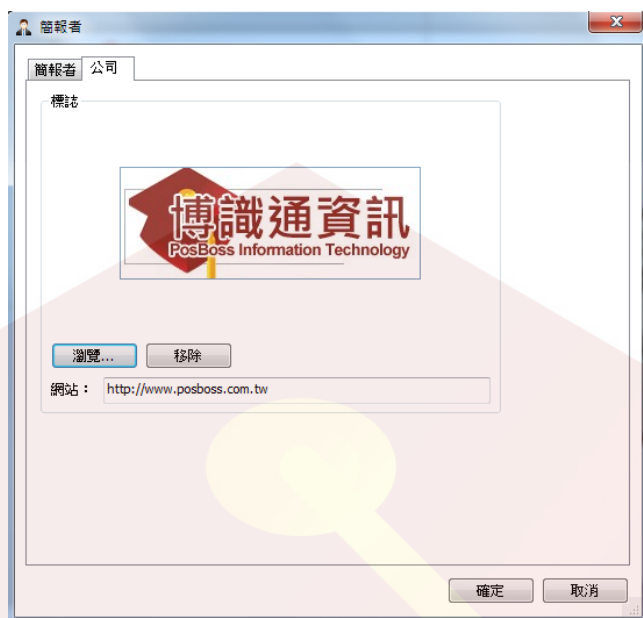 簡報者
簡報者 公司
標誌
博識通資訊
PosBoss Information Technology
瀏覽... 移除
網站： http://www.posboss.com.tw
確定 取消